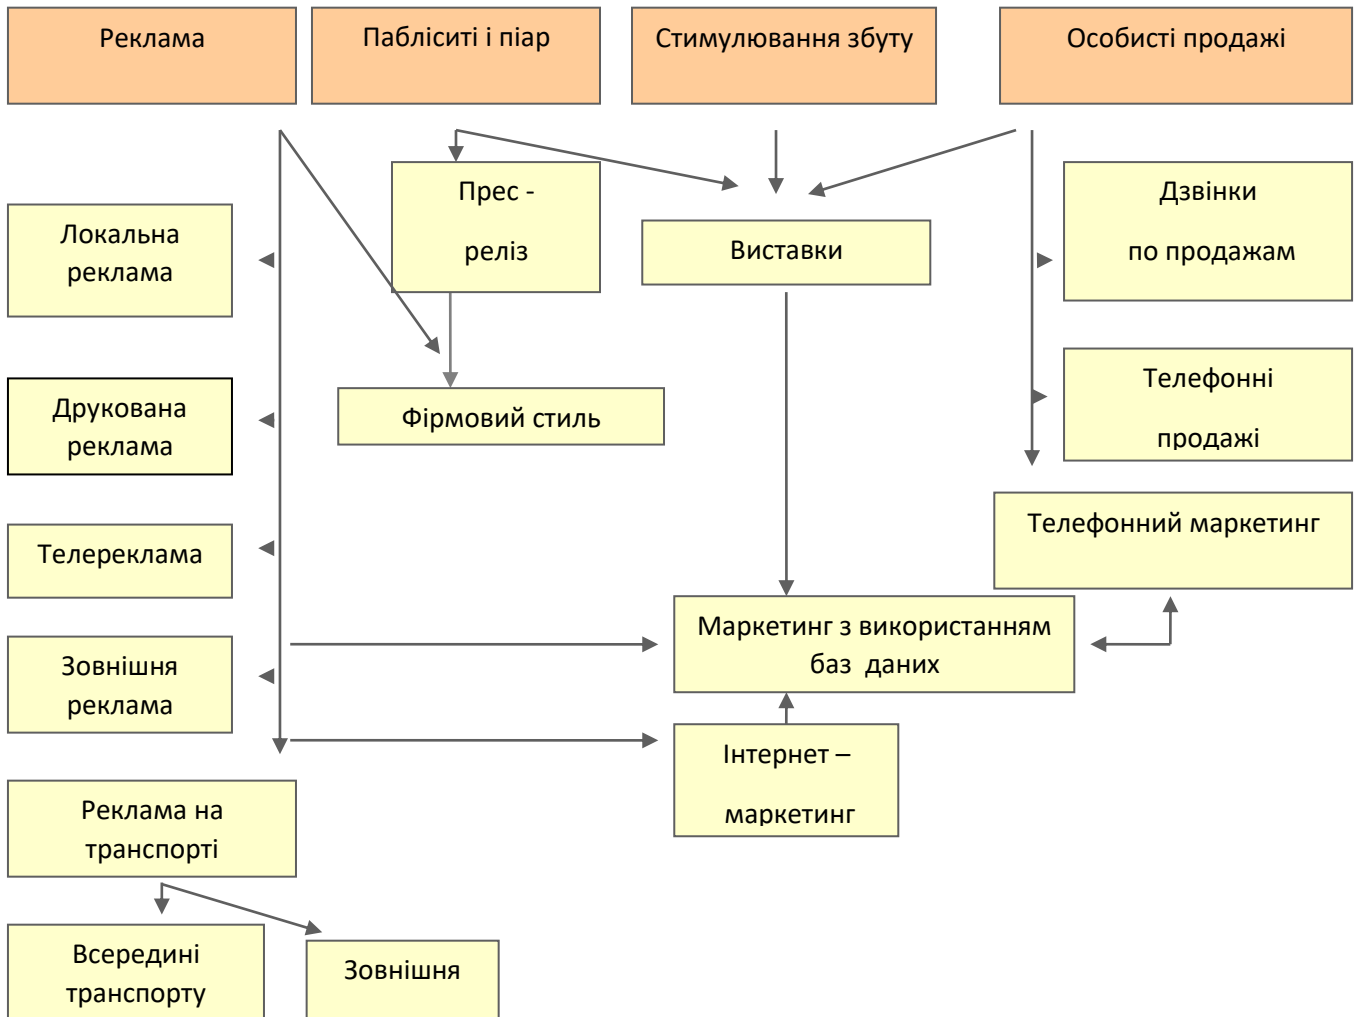 Реклама
Пабліситі і піар
Стимулювання збуту
Особисті продажі
Прес -
реліз
Дзвінки
по продажам
Локальна
реклама
Виставки
Друкована
реклама
Фірмовий стиль
Телефонні
продажі
Телереклама
Телефонний маркетинг
Маркетинг з використанням
баз даних
Зовнішня
реклама
Інтернет –
маркетинг
Реклама на
транспорті
Всередині
транспорту
Зовнішня